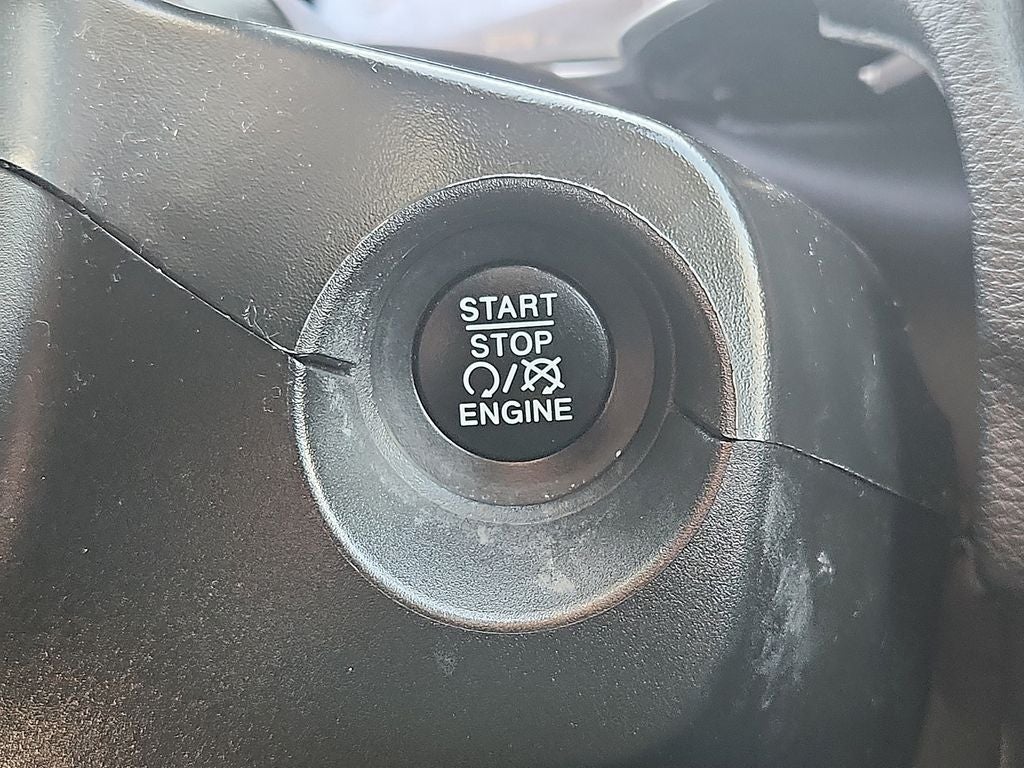 START
STOP
/
ENGINE